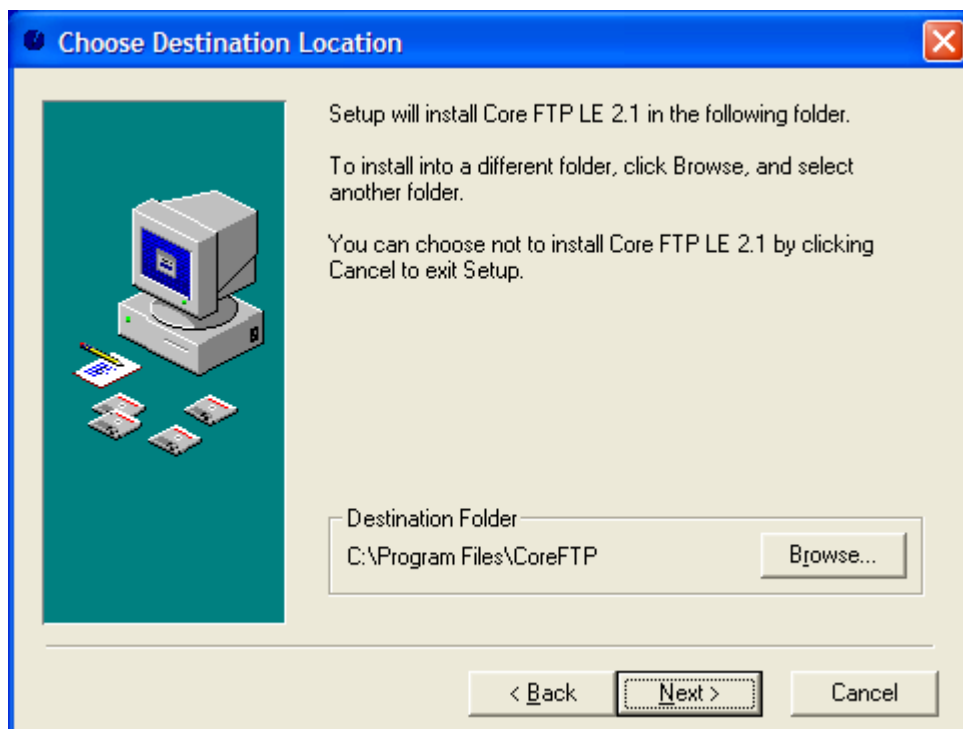 Choose Destination Location
Setup will install Core FTP LE 2.1 in the following folder.
To install into a different folder, click Browse, and select
another folder.
You can choose not to install Core FTP LE 2.1 by clicking
Cancel to exit Setup.
Destination Folder
C:\Program Files\CoreFTP
Browse...
< Back
Next >
Cancel